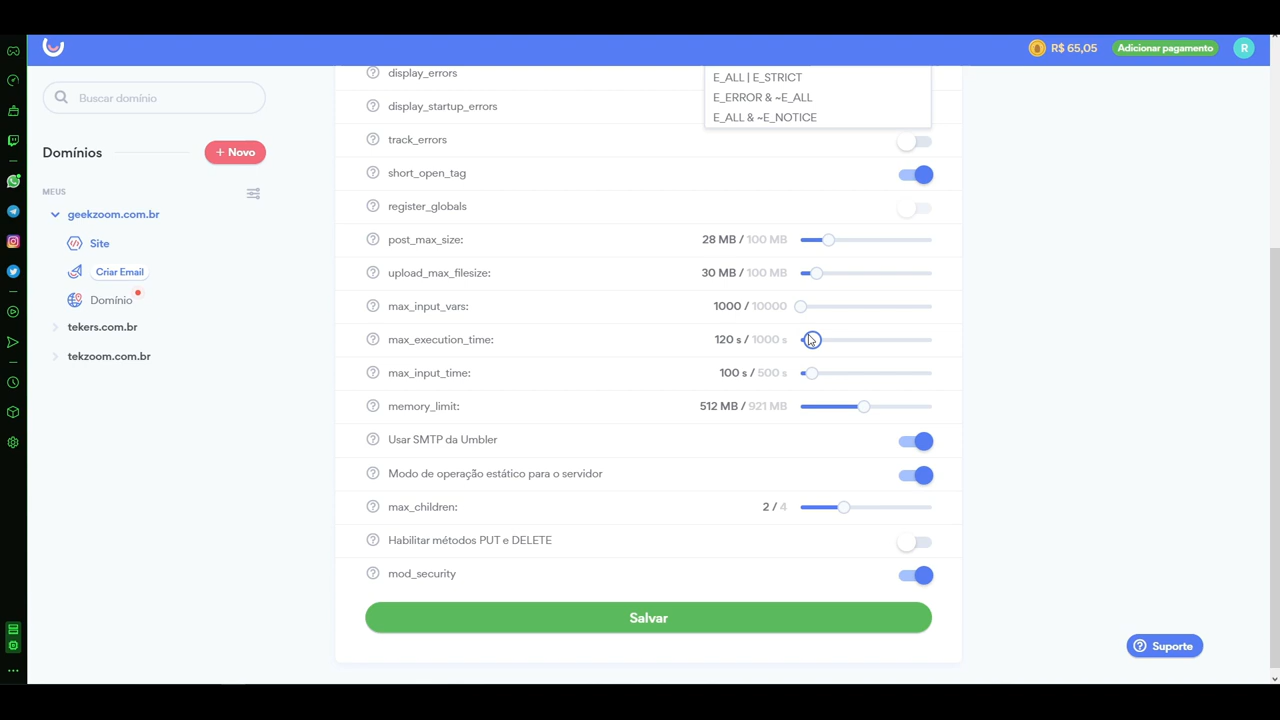 R$ 65,05
Adicionar pagamento
R
Buscar domínio
Domínios
+ Novo
MEUS
geekzoom.com.br
Site
Criar Email
Domínio
tekers.com.br
tekzoom.com.br
display_errors
E_ALL | E_STRICT
E_ERROR & ~E_ALL
display_startup_errors
E_ALL & ~E_NOTICE
track_errors
short_open_tag
register_globals
post_max_size: 28 MB / 100 MB
upload_max_filesize: 30 MB / 100 MB
max_input_vars: 1000 / 10000
max_execution_time: 120 s / 1000 s
max_input_time: 100 s / 500 s
memory_limit: 512 MB / 921 MB
Usar SMTP da Umbler
Modo de operação estático para o servidor
max_children: 2 / 4
Habilitar métodos PUT e DELETE
mod_security
Salvar
Suporte